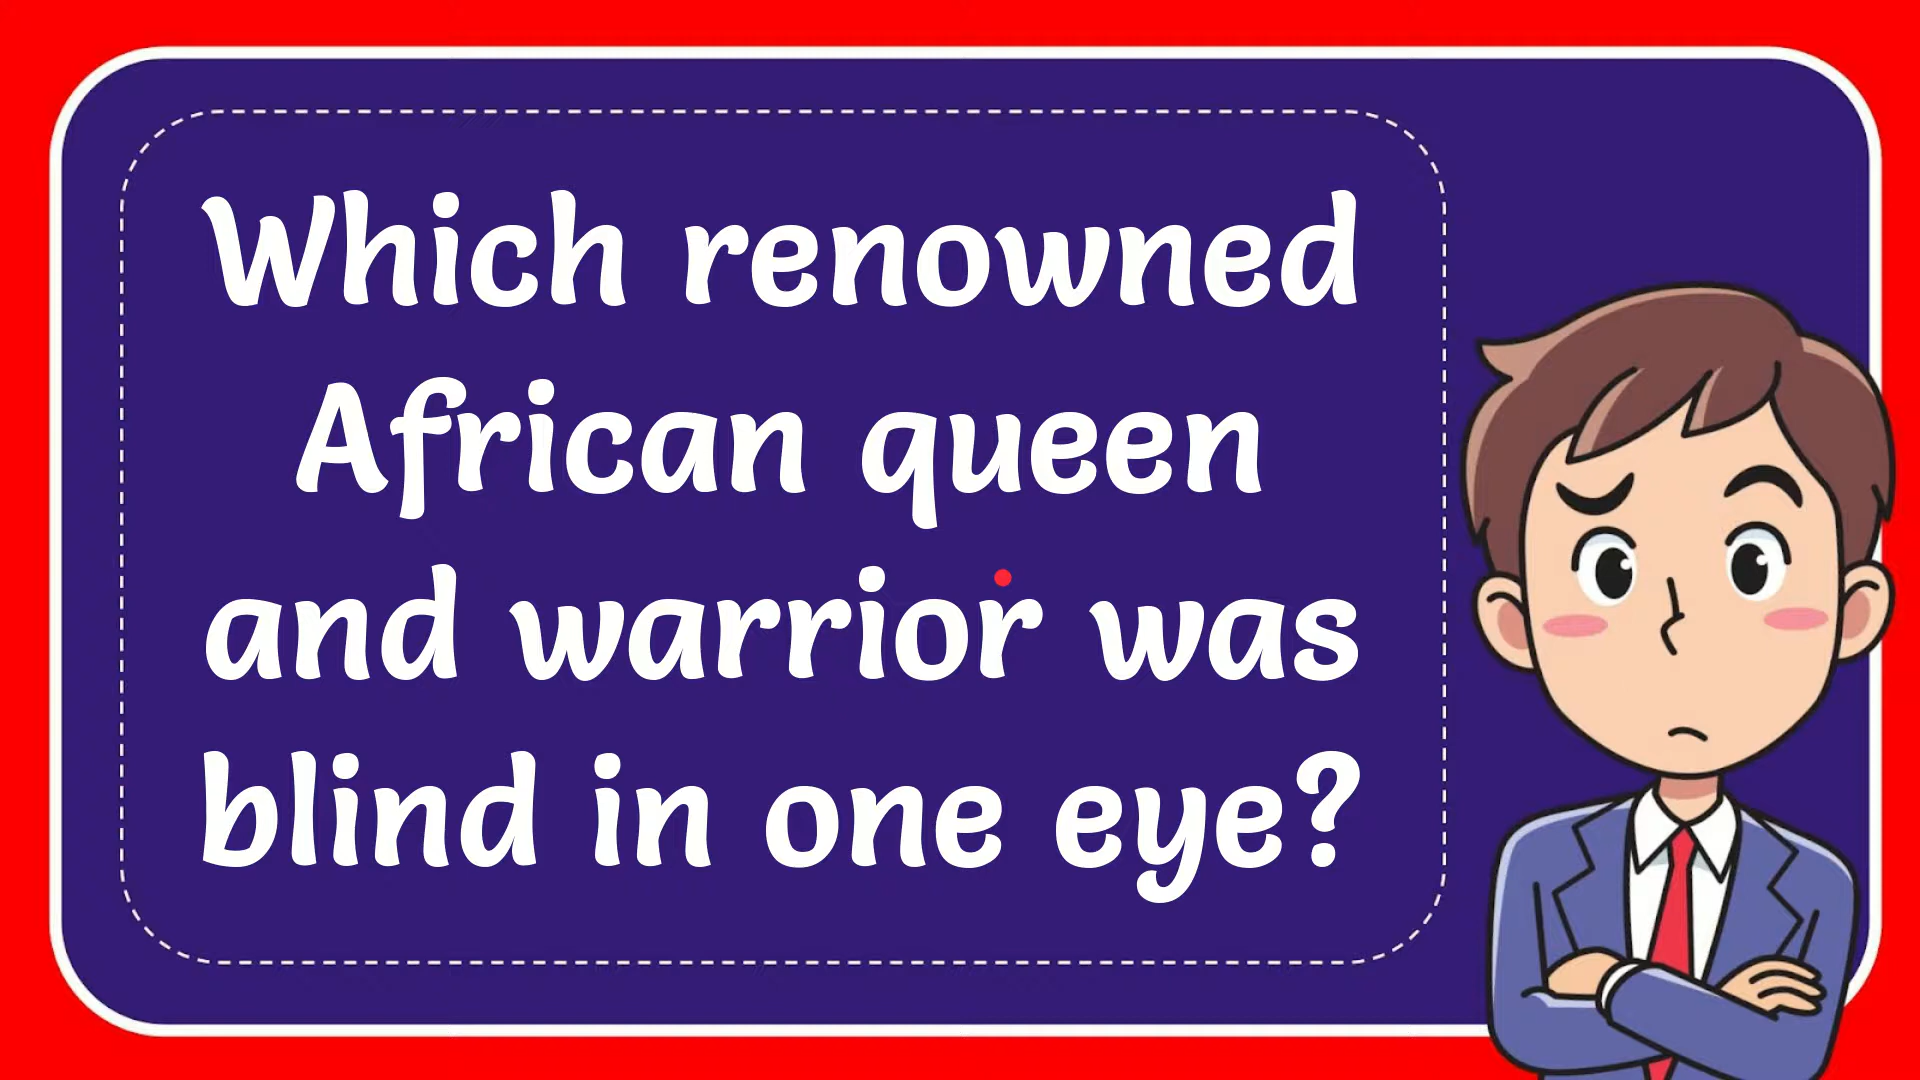 Which renowned
African queen
and warrior was
blind in one eye?